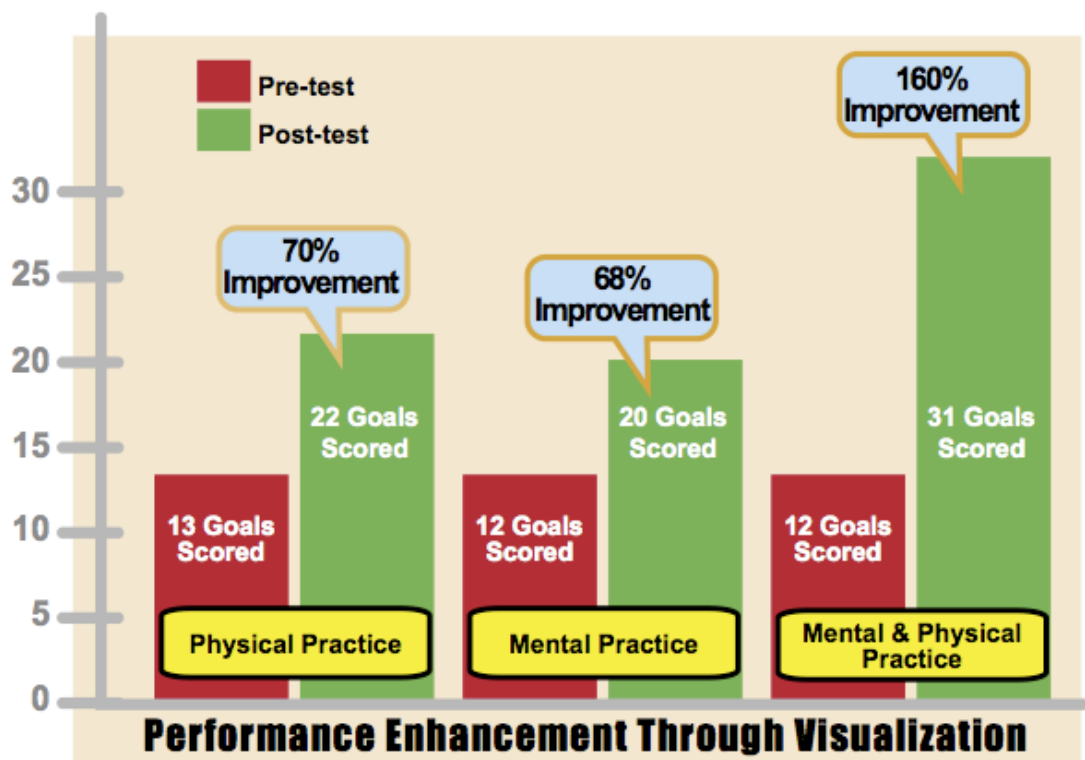 160%
Improvement
Pre-test
Post-test
30
25
20
15
10
5
0
70%
Improvement
68%
Improvement
13 Goals
Scored
22 Goals
Scored
12 Goals
Scored
20 Goals
Scored
12 Goals
Scored
31 Goals
Scored
Physical Practice
Mental Practice
Mental & Physical
Practice
Performance Enhancement Through Visualization